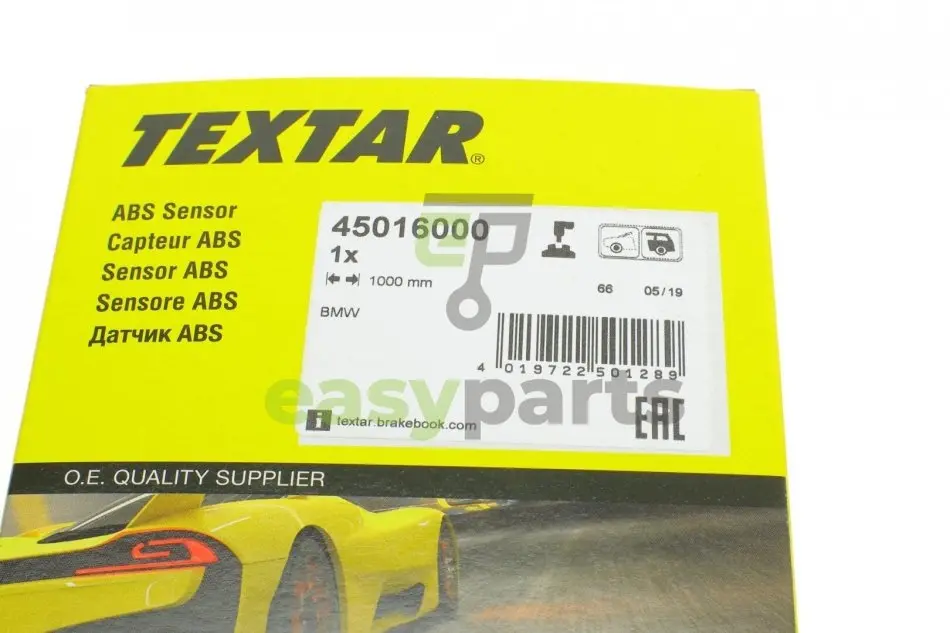 TEXTAR®
ABS Sensor
Capteur ABS
Sensor ABS
Sensore ABS
Датчик ABS
45016000
1x
1000 mm
66 05/19
BMW
4 019722 501289
easyparts
EAC
i textar.brakebook.com
O.E. QUALITY SUPPLIER